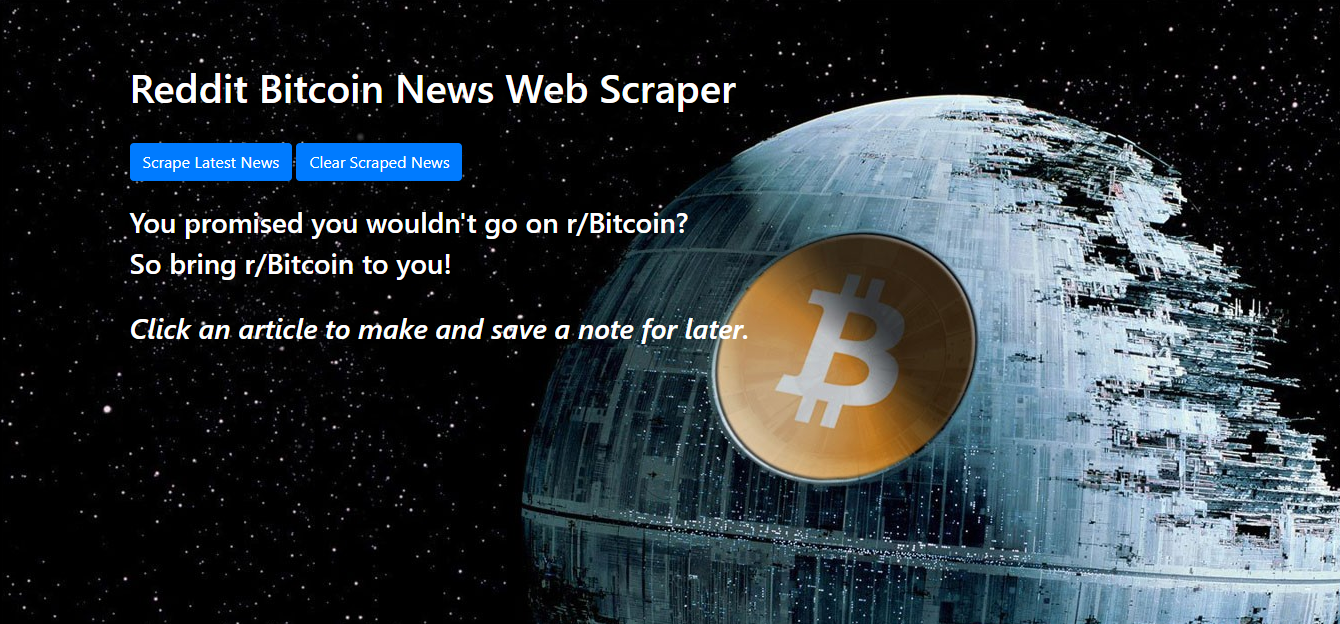 Reddit Bitcoin News Web Scraper
Scrape Latest News Clear Scraped News
You promised you wouldn't go on r/Bitcoin?
So bring r/Bitcoin to you!
Click an article to make and save a note for later.